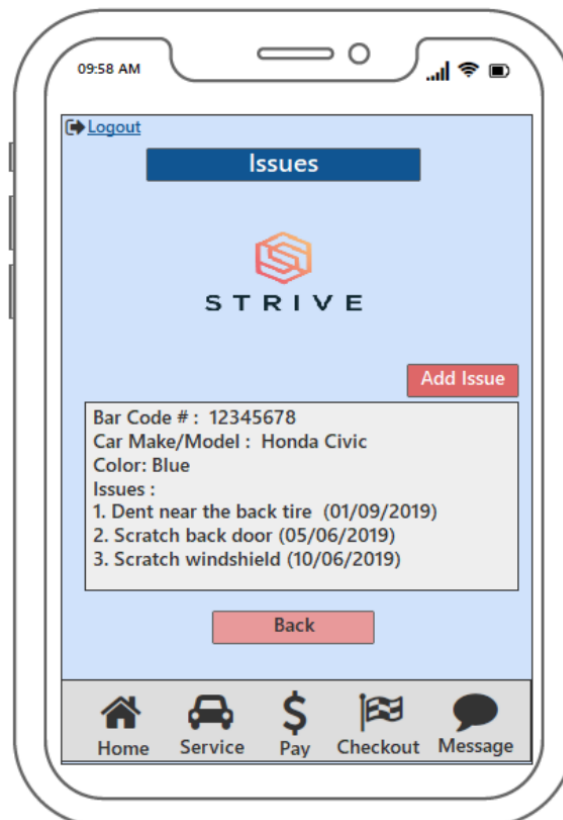 09:58 AM
Logout
Issues
STRIVE
Add Issue
Bar Code # :  12345678
Car Make/Model :  Honda Civic
Color: Blue
Issues :
1. Dent near the back tire  (01/09/2019)
2. Scratch back door (05/06/2019)
3. Scratch windshield (10/06/2019)
Back
Home Service Pay Checkout Message